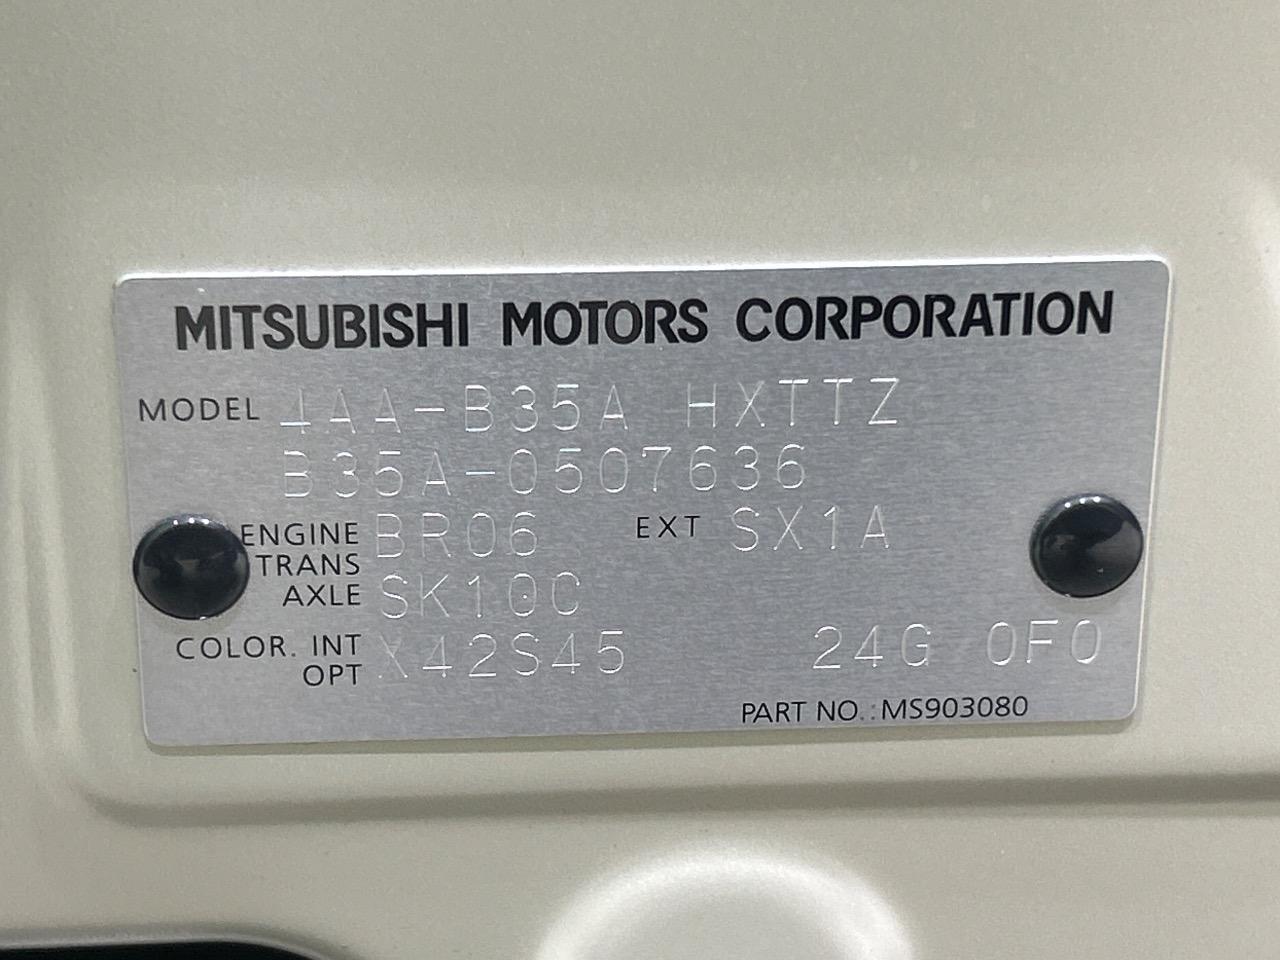 MITSUBISHI MOTORS CORPORATION
MODEL 4AA-B35A HXTTZ
B35A-0507636
ENGINE BR06 EXT SX1A
TRANS
AXLE SK10C
COLOR. INT
OPT X42S45 24G 0F0
PART NO.:MS903080